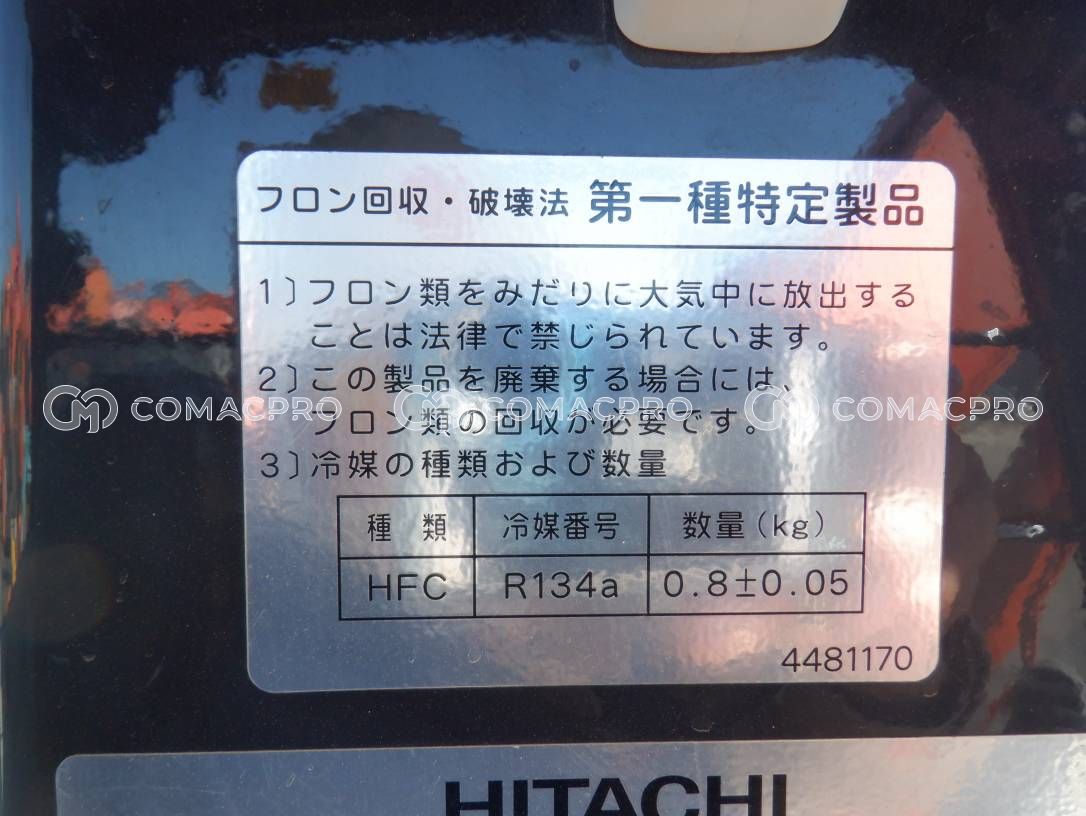 フロン回収・破壊法 第一種特定製品
1）フロン類をみだりに大気中に放出する
ことは法律で禁じられています。
2）この製品を廃棄する場合には、
フロン類の回収が必要です。
COMACPRO COMACPRO COMACPRO
3）冷媒の種類および数量
種 類 冷媒番号 数量（kg）
HFC R134a 0.8±0.05
4481170
HITACHI